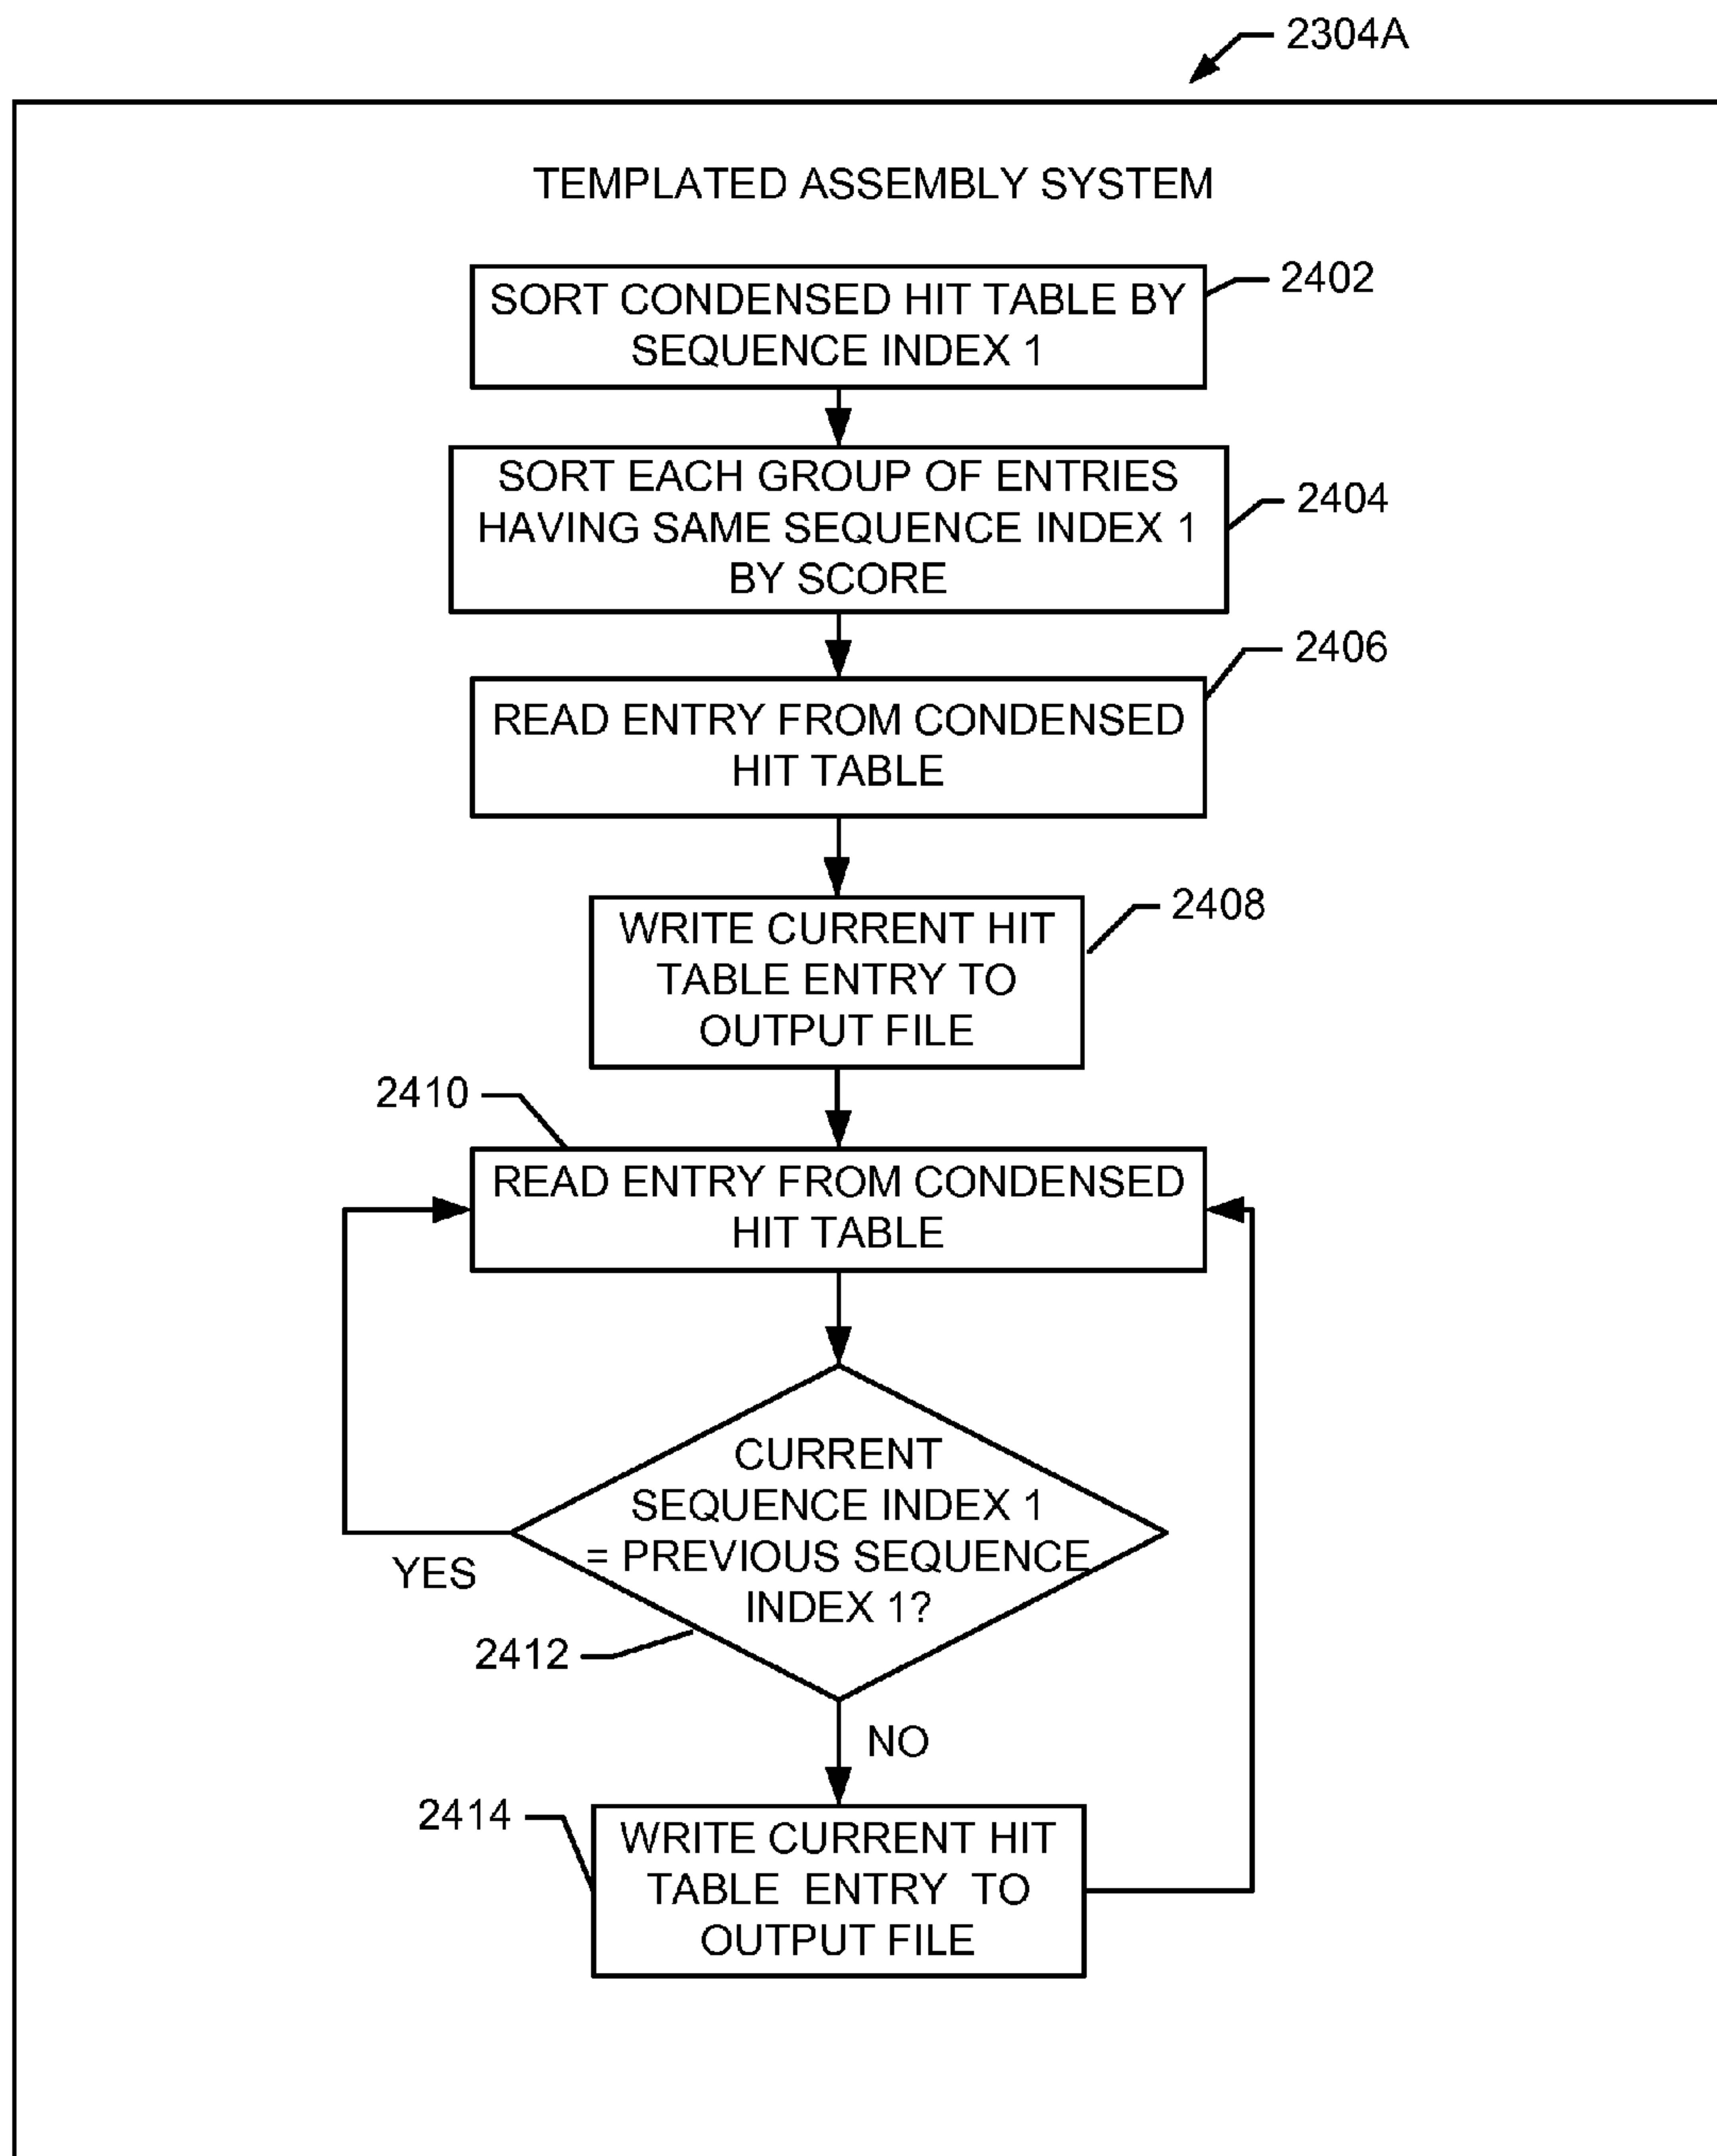 2304A
TEMPLATED ASSEMBLY SYSTEM
SORT CONDENSED HIT TABLE BY
SEQUENCE INDEX 1
2402
SORT EACH GROUP OF ENTRIES
HAVING SAME SEQUENCE INDEX 1
BY SCORE
2404
2406
READ ENTRY FROM CONDENSED
HIT TABLE
2408
WRITE CURRENT HIT
TABLE ENTRY TO
OUTPUT FILE
2410
READ ENTRY FROM CONDENSED
HIT TABLE
CURRENT
SEQUENCE INDEX 1
= PREVIOUS SEQUENCE
INDEX 1?
YES
2412
NO
2414
WRITE CURRENT HIT
TABLE ENTRY TO
OUTPUT FILE